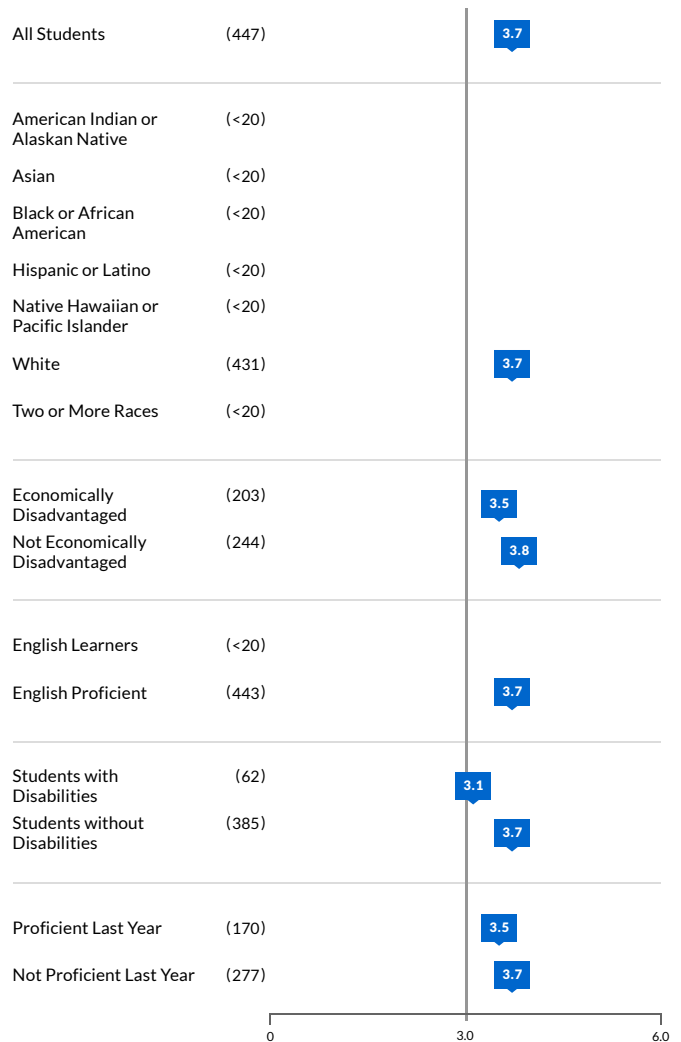 All Students (447) 3.7
American Indian or (<20)
Alaskan Native
Asian (<20)
Black or African (<20)
American
Hispanic or Latino (<20)
Native Hawaiian or (<20)
Pacific Islander
White (431) 3.7
Two or More Races (<20)
Economically (203) 3.5
Disadvantaged
Not Economically (244) 3.8
Disadvantaged
English Learners (<20)
English Proficient (443) 3.7
Students with (62) 3.1
Disabilities
Students without (385) 3.7
Disabilities
Proficient Last Year (170) 3.5
Not Proficient Last Year (277) 3.7
0 3.0 6.0